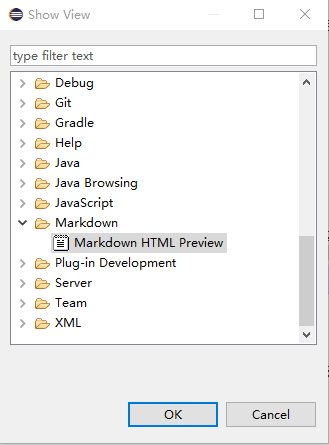 Show View
type filter text
Debug
Git
Gradle
Help
Java
Java Browsing
JavaScript
Markdown
Markdown HTML Preview
Plug-in Development
Server
Team
XML
OK Cancel